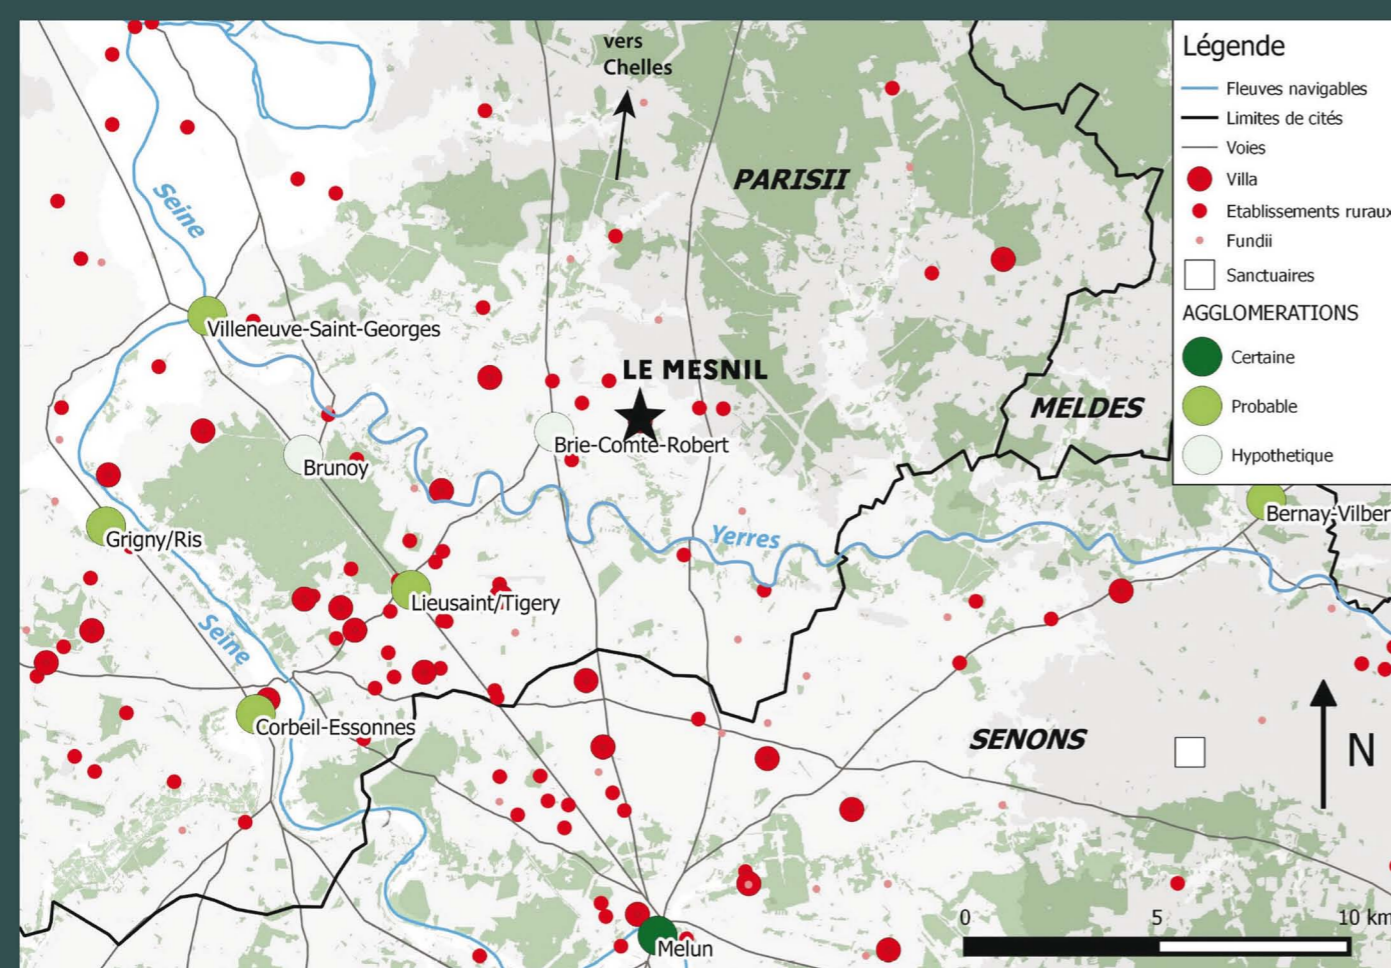 vers
Chelles
Légende
Fleuves navigables
Limites de cités
Voies
Villa
Etablissements ruraux
Fundii
Sanctuaires
AGGLOMERATIONS
Certaine
Probable
Hypothetique
PARISII
Seine
Villeneuve-Saint-Georges
LE MESNIL
MELDES
Brie-Comte-Robert
Brunoy
Bernay-Vilber
Grigny/Ris
Yerres
Lieusaint/Tigery
Seine
Corbeil-Essonnes
SENONS
N
0 5 10 km
Melun